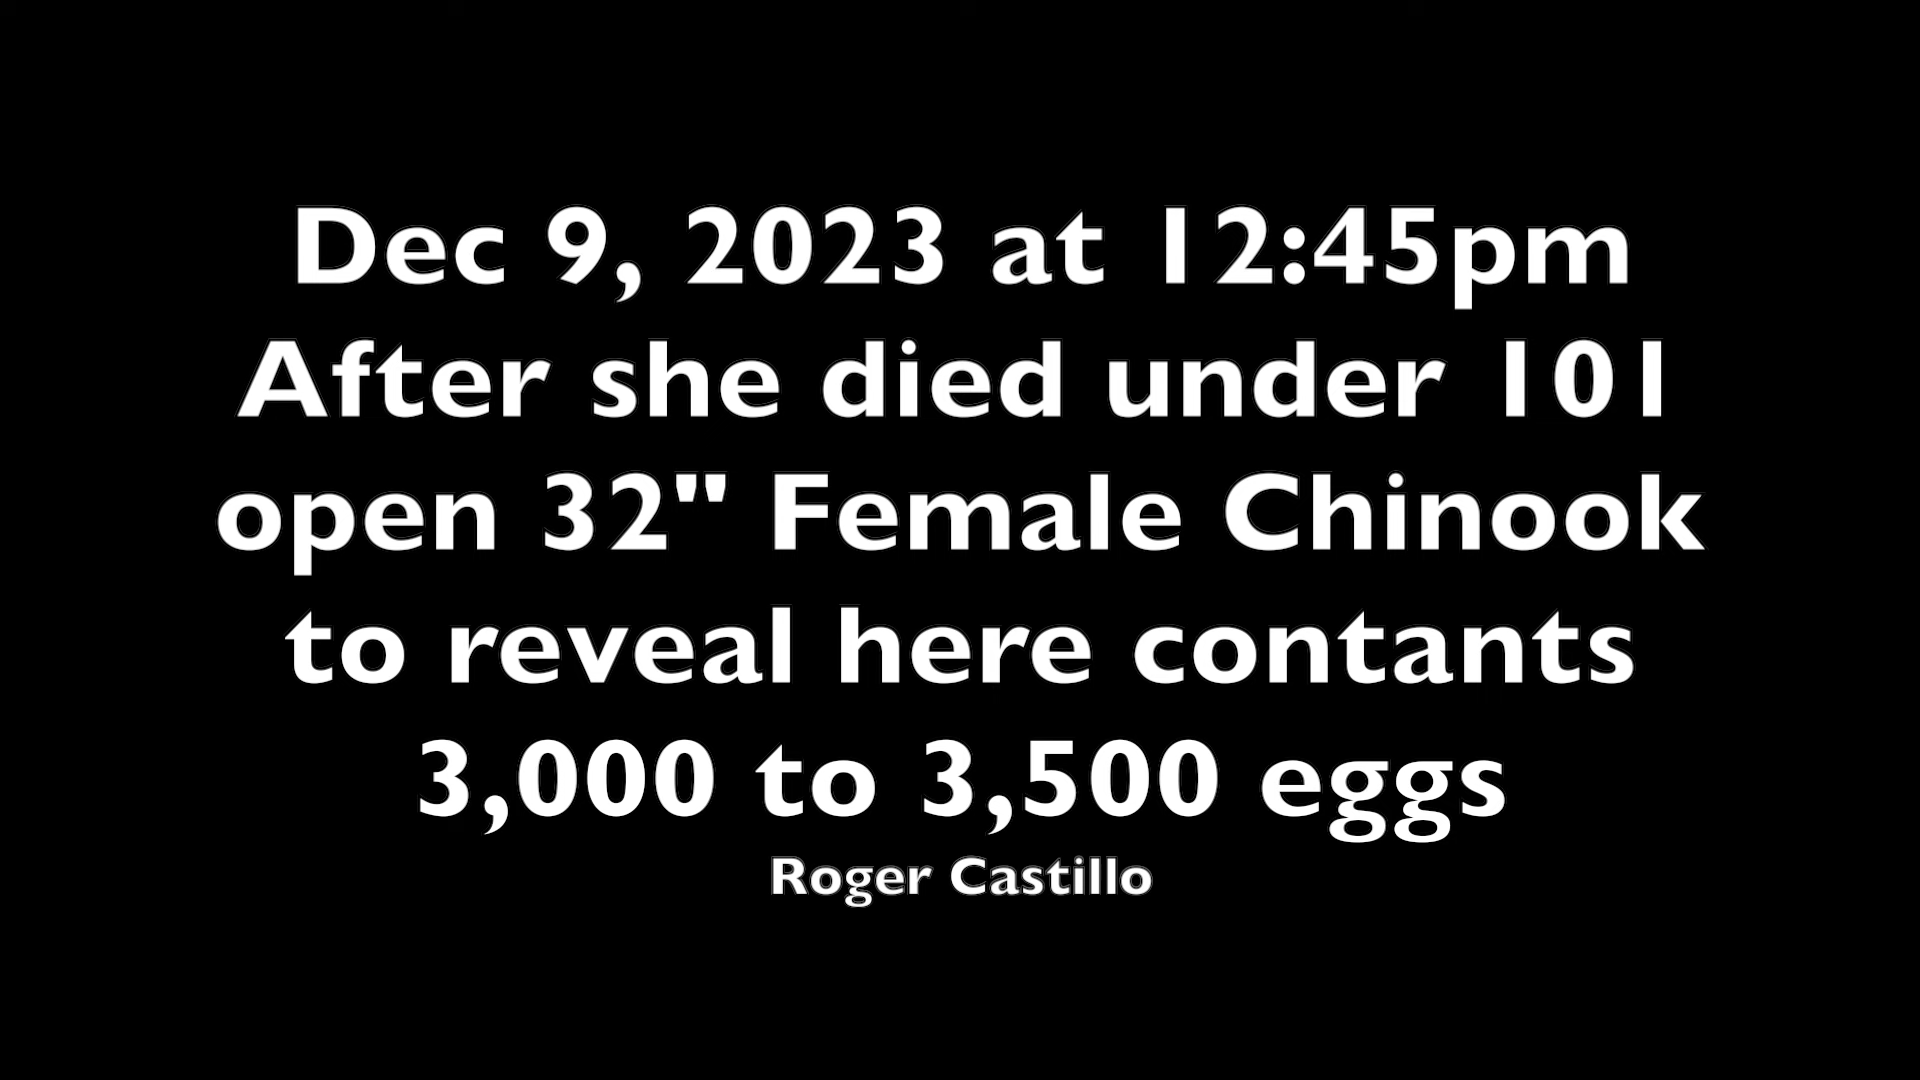 Dec 9, 2023 at 12:45pm
After she died under 101
open 32" Female Chinook
to reveal here contants
3,000 to 3,500 eggs
Roger Castillo